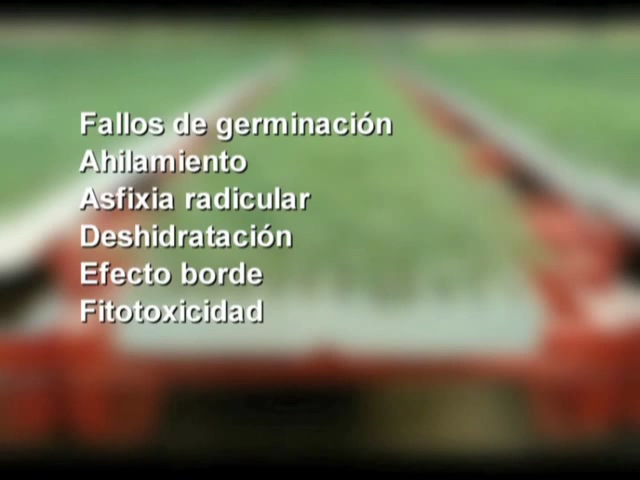 Fallos de germinación
Ahilamiento
Asfixia radicular
Deshidratación
Efecto borde
Fitotoxicidad